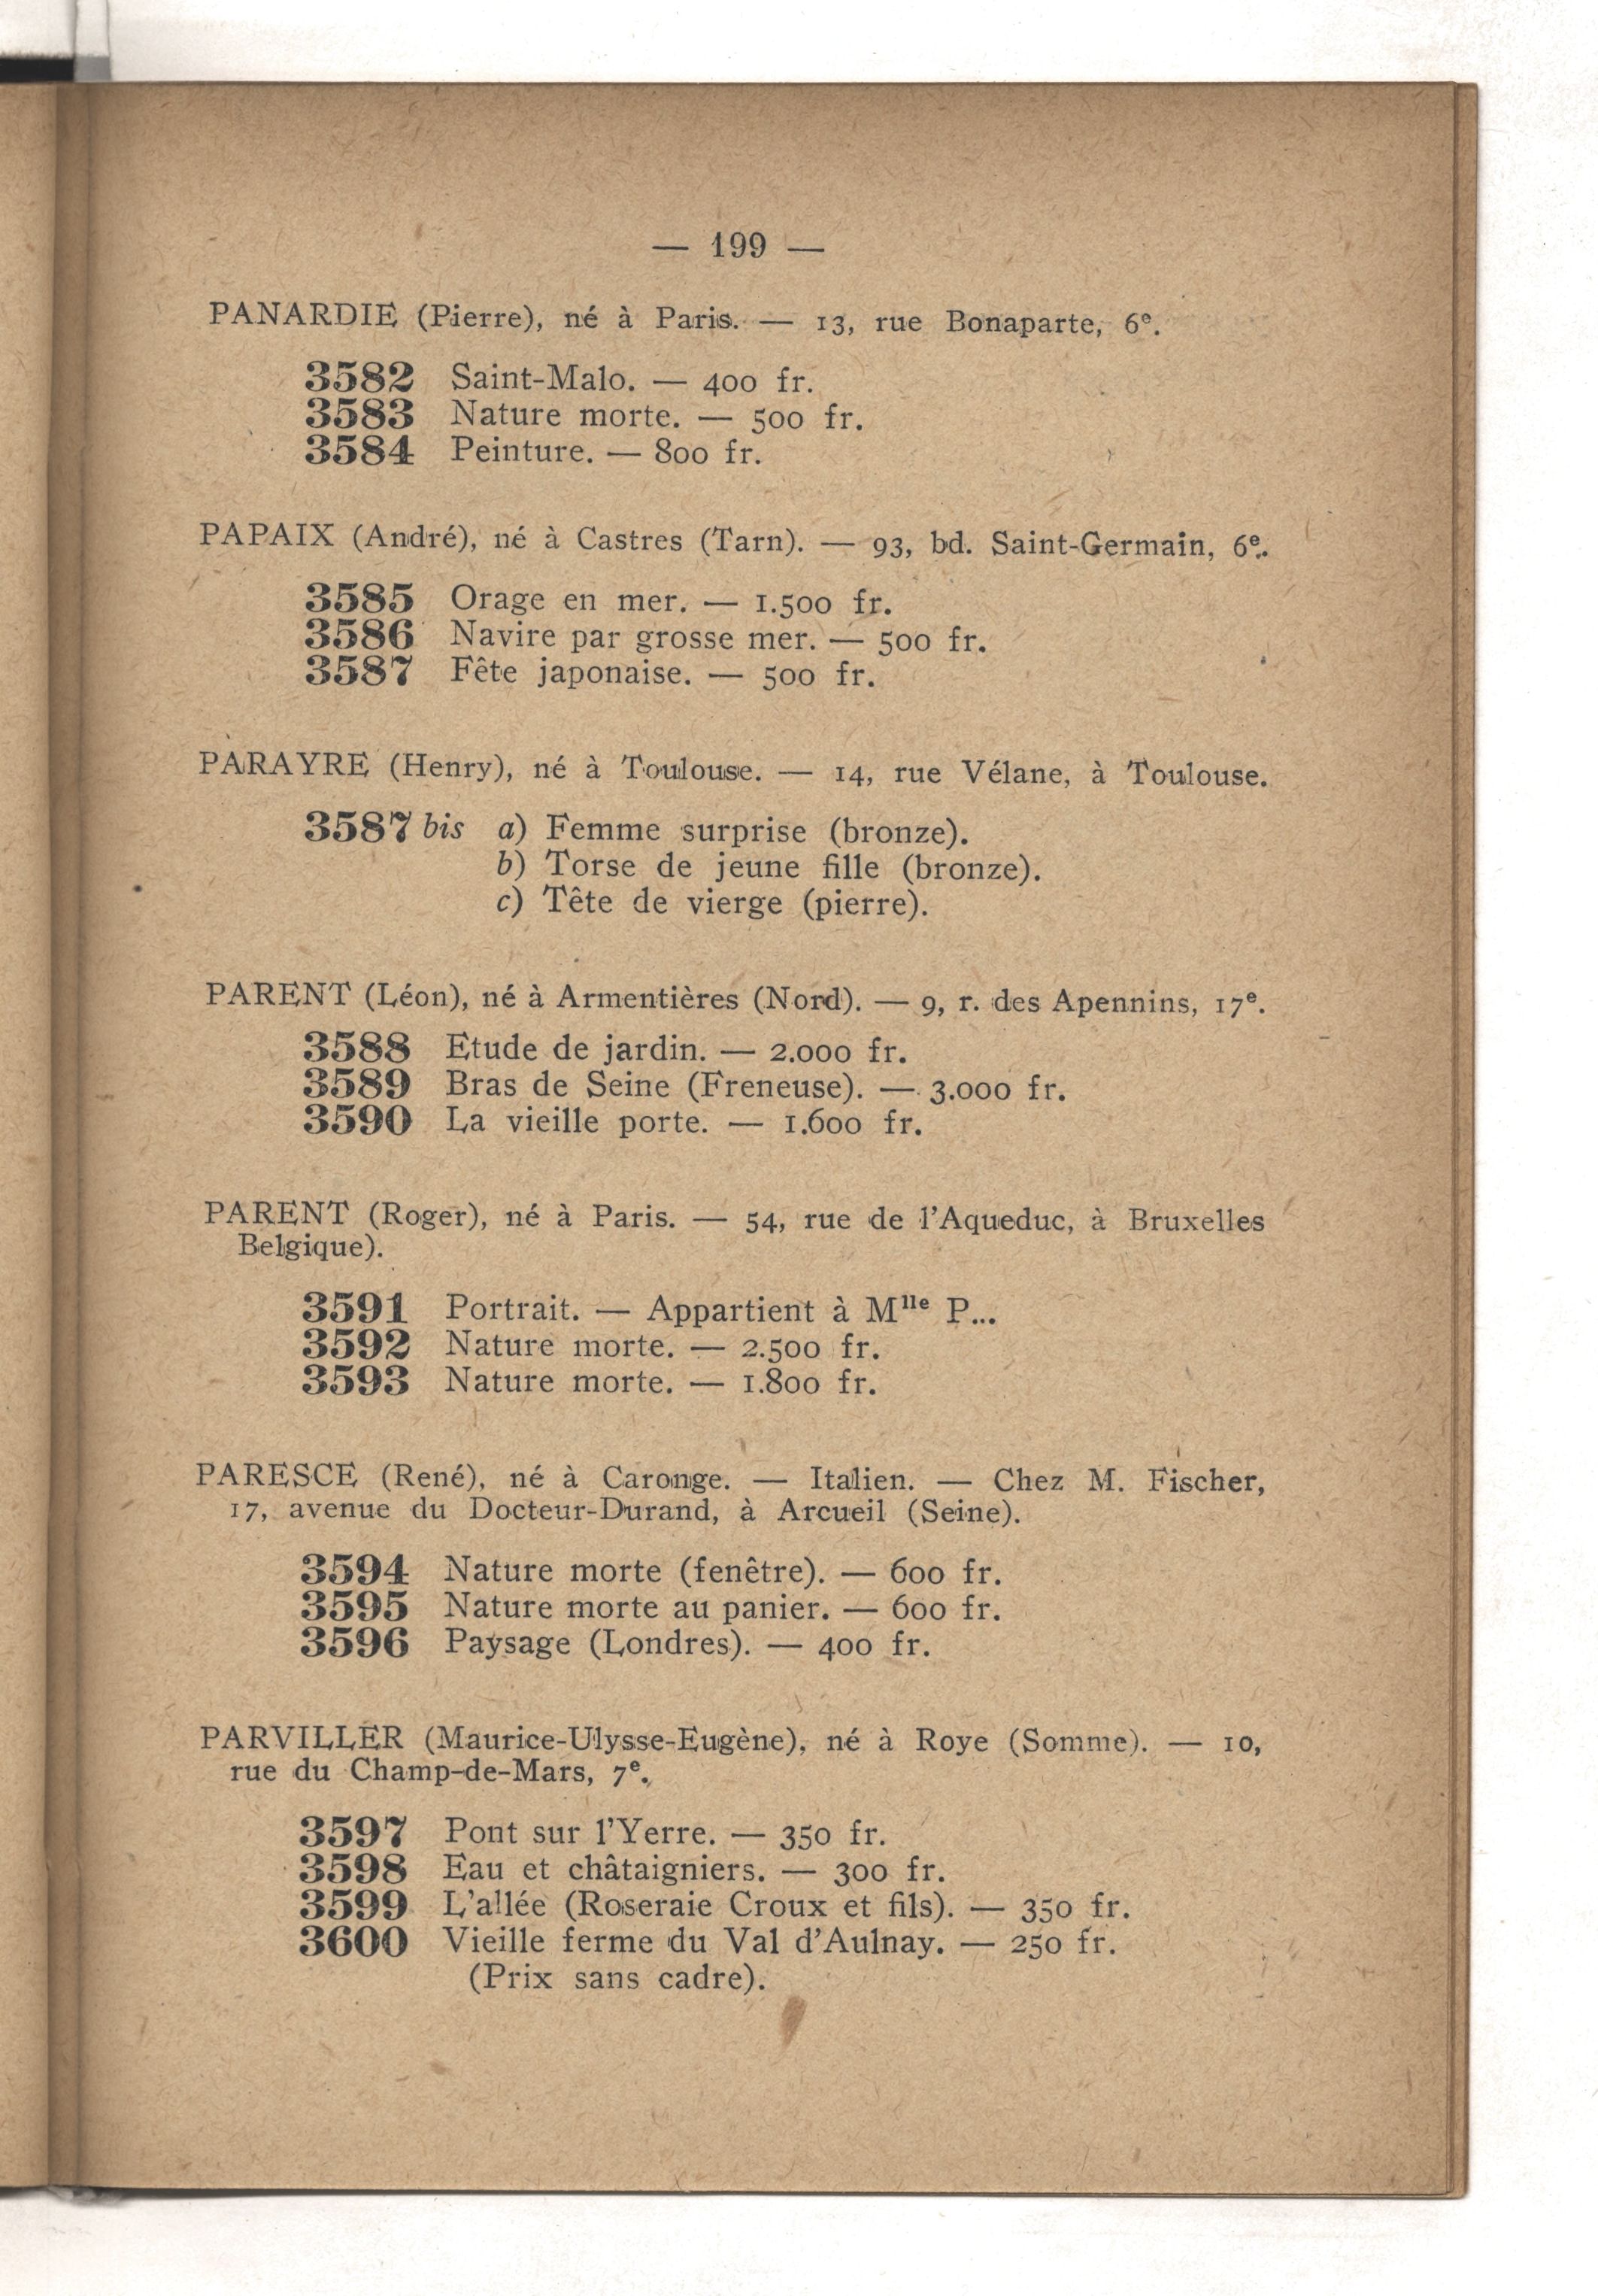 — 199 —
PANARDIE (Pierre), né à Paris. — 13, rue Bonaparte, 6e.
3582 Saint-Malo. — 400 fr.
3583 Nature morte. — 500 fr.
3584 Peinture. — 800 fr.
PAPAIX (André), né à Castres (Tarn). — 93, bd. Saint-Germain, 6e.
3585 Orage en mer. — 1.500 fr.
3586 Navire par grosse mer. — 500 fr.
3587 Fête japonaise. — 500 fr.
PARAYRE (Henry), né à Toulouse. — 14, rue Vélane, à Toulouse.
3587 bis a) Femme surprise (bronze).
b) Torse de jeune fille (bronze).
c) Tête de vierge (pierre).
PARENT (Léon), né à Armentières (Nord). — 9, r. des Apennins, 17e.
3588 Etude de jardin. — 2.000 fr.
3589 Bras de Seine (Freneuse). — 3.000 fr.
3590 La vieille porte. — 1.600 fr.
PARENT (Roger), né à Paris. — 54, rue de l'Aqueduc, à Bruxelles
Belgique).
3591 Portrait. — Appartient à Mlle P...
3592 Nature morte. — 2.500 fr.
3593 Nature morte. — 1.800 fr.
PARESCE (René), né à Caronge. — Italien. — Chez M. Fischer,
17, avenue du Docteur-Durand, à Arcueil (Seine).
3594 Nature morte (fenêtre). — 600 fr.
3595 Nature morte au panier. — 600 fr.
3596 Paysage (Londres). — 400 fr.
PARVILLER (Maurice-Ulysse-Eugène), né à Roye (Somme). — 10,
rue du Champ-de-Mars, 7e.
3597 Pont sur l'Yerre. — 350 fr.
3598 Eau et châtaigniers. — 300 fr.
3599 L'allée (Roseraie Croux et fils). — 350 fr.
3600 Vieille ferme du Val d'Aulnay. — 250 fr.
(Prix sans cadre).